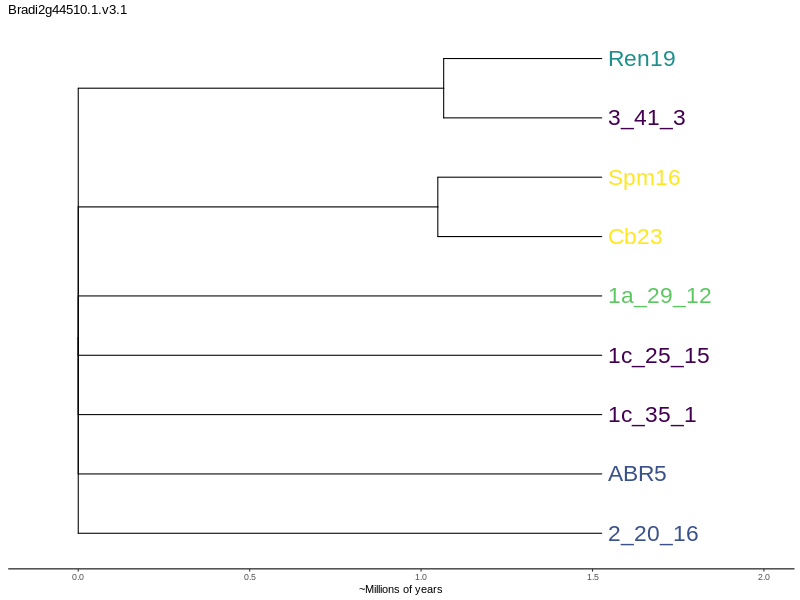 Bradi2g44510.1.v3.1
Ren19
3_41_3
Spm16
Cb23
1a_29_12
1c_25_15
1c_35_1
ABR5
2_20_16
0.0 0.5 1.0 1.5 2.0
~Millions of years